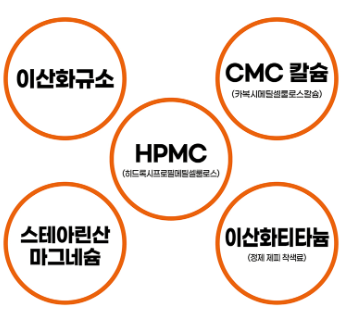 이산화규소
CMC 칼슘
(카복시메틸셀룰로스칼슘)
HPMC
(히드록시프로필메틸셀룰로스)
스테아린산
마그네슘
이산화티타늄
(정제 제피 착색료)